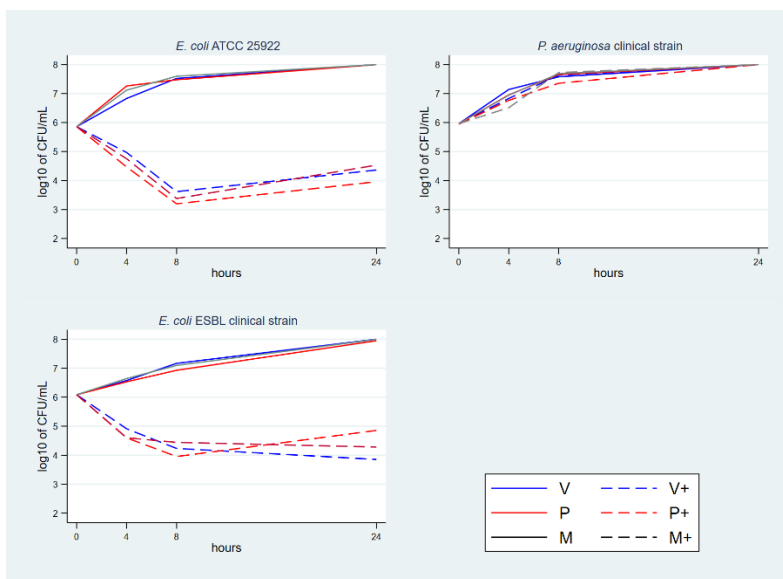 E. coli ATCC 25922
log10 of CFU/mL
8
7
6
5
4
3
2
0 4 8 24
hours
P. aeruginosa clinical strain
log10 of CFU/mL
8
7
6
5
4
3
2
0 4 8 24
hours
E. coli ESBL clinical strain
log10 of CFU/mL
8
7
6
5
4
3
2
0 4 8 24
hours
V V+
P P+
M M+